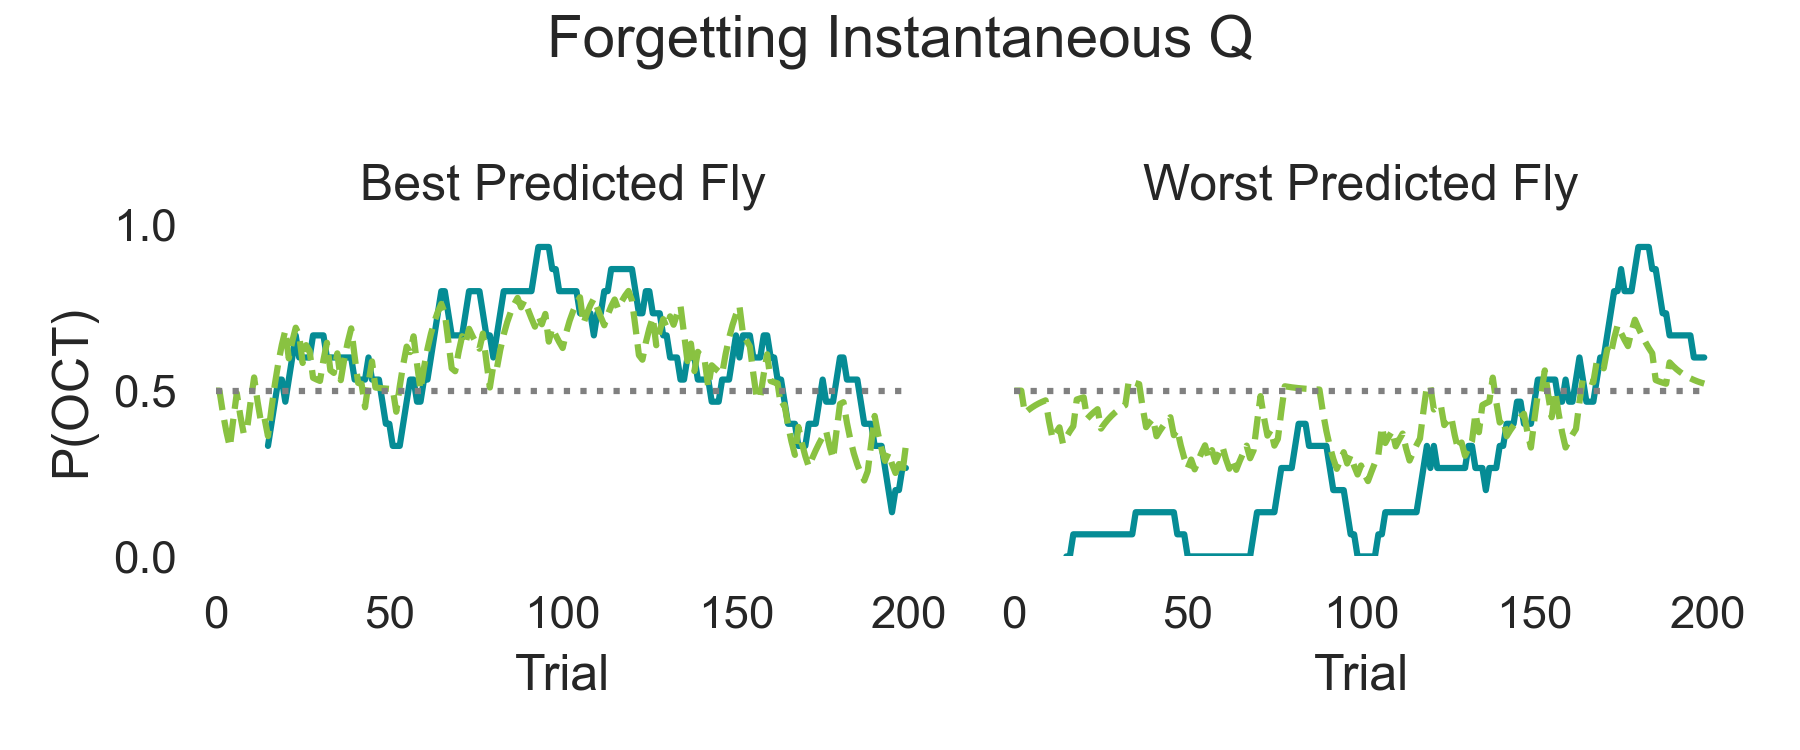 Forgetting Instantaneous Q
Best Predicted Fly
Worst Predicted Fly
P(OCT)
1.0
0.5
0.0
0 50 100 150 200
0 50 100 150 200
Trial
Trial